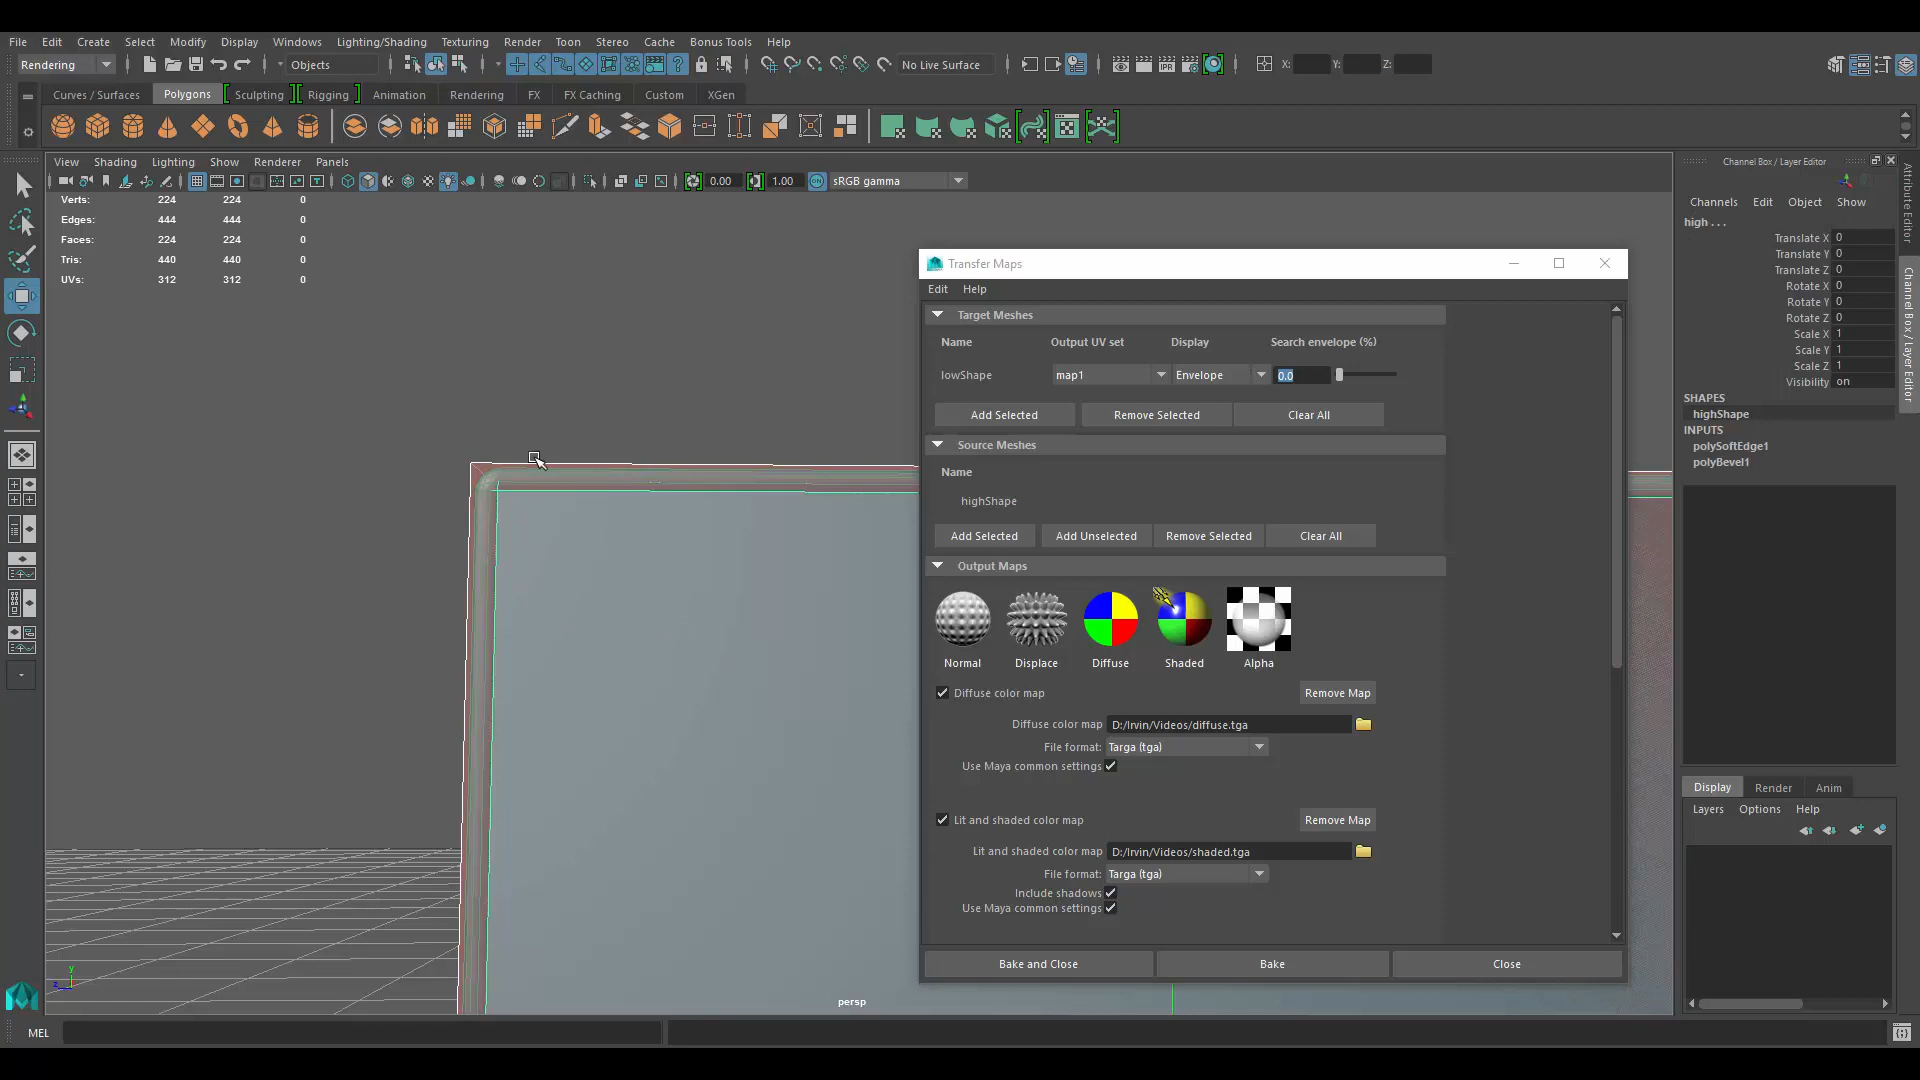 File Edit Create Select Modify Display Windows Lighting/Shading Texturing Render Toon Stereo Cache Bonus Tools Help
Rendering Objects No Live Surface X: Y: Z:
Curves / Surfaces Polygons Sculpting Rigging Animation Rendering FX FX Caching Custom XGen
View Shading Lighting Show Renderer Panels
0.00 1.00 sRGB gamma
Verts: 224 224 0
Edges: 444 444 0
Faces: 224 224 0
Tris: 440 440 0
UVs: 312 312 0
persp
MEL
Transfer Maps
Edit Help
Target Meshes
Name Output UV set Display Search envelope (%)
lowShape map1 Envelope 0.0
Add Selected Remove Selected Clear All
Source Meshes
Name
highShape
Add Selected Add Unselected Remove Selected Clear All
Output Maps
Normal Displace Diffuse Shaded Alpha
Diffuse color map Remove Map
Diffuse color map D:/Irvin/Videos/diffuse.tga
File format: Targa (tga)
Use Maya common settings
Lit and shaded color map Remove Map
Lit and shaded color map D:/Irvin/Videos/shaded.tga
File format: Targa (tga)
Include shadows
Use Maya common settings
Bake and Close Bake Close
Channel Box / Layer Editor
Channels Edit Object Show
high . . .
Translate X 0
Translate Y 0
Translate Z 0
Rotate X 0
Rotate Y 0
Rotate Z 0
Scale X 1
Scale Y 1
Scale Z 1
Visibility on
SHAPES
highShape
INPUTS
polySoftEdge1
polyBevel1
Display Render Anim
Layers Options Help
Attribute Editor
Channel Box / Layer Editor